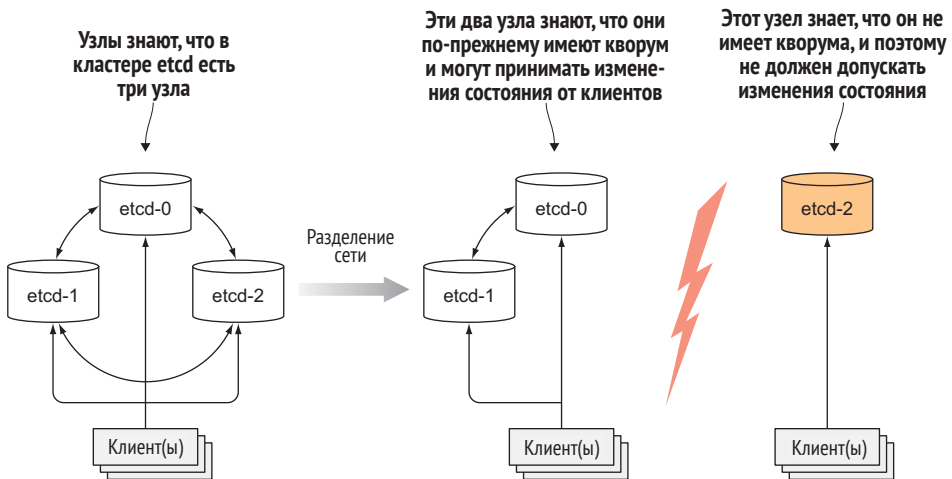 Узлы знают, что в
кластере etcd есть
три узла
Эти два узла знают, что они
по-прежнему имеют кворум
и могут принимать измене-
ния состояния от клиентов
Этот узел знает, что он не
имеет кворума, и поэтому
не должен допускать
изменения состояния
etcd-0
etcd-1
etcd-2
Клиент(ы)
Разделение
сети
etcd-0
etcd-1
Клиент(ы)
etcd-2
Клиент(ы)